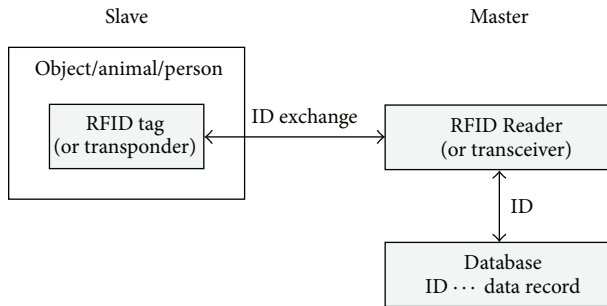 Slave
Master
Object/animal/person
RFID tag
(or transponder)
ID exchange
RFID Reader
(or transceiver)
ID
Database
ID ··· data record